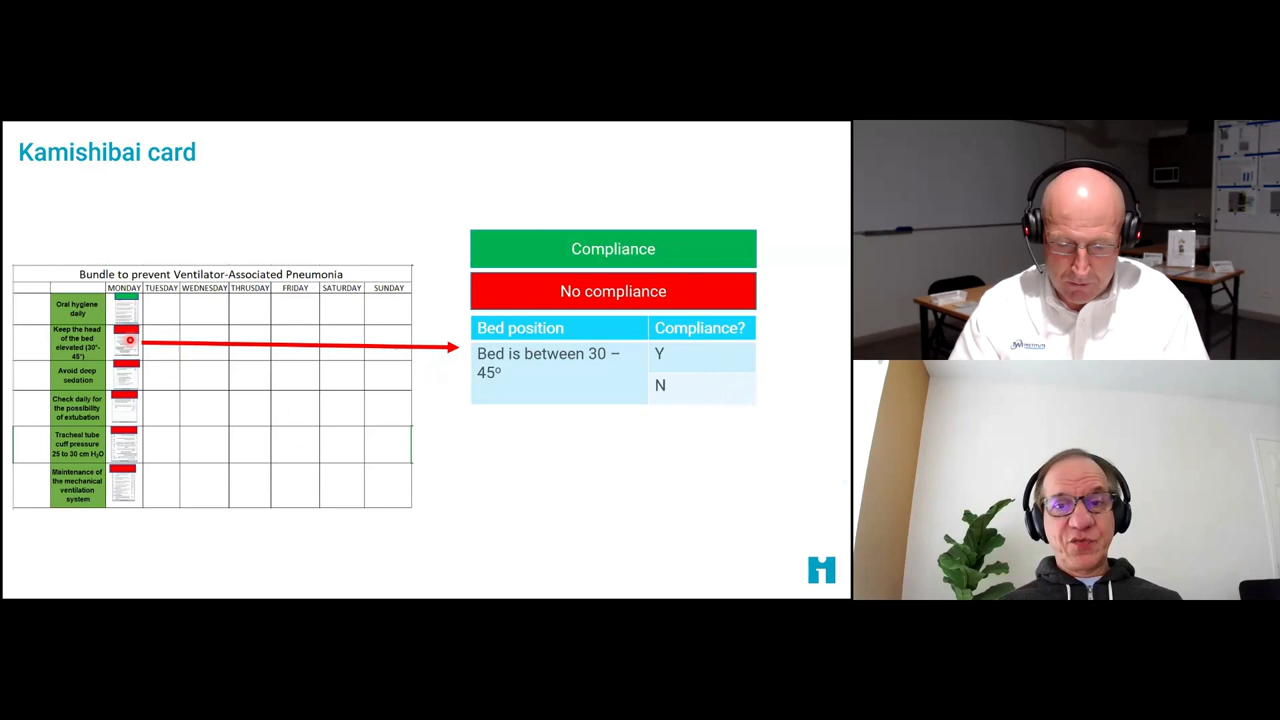 Kamishibai card
Bundle to prevent Ventilator-Associated Pneumonia
MONDAY TUESDAY WEDNESDAY THRUSDAY FRIDAY SATURDAY SUNDAY
Oral hygiene
daily
Keep the head
of the bed
elevated (30°-
45°)
Avoid deep
sedation
Check daily for
the possibility
of extubation
Tracheal tube
cuff pressure
25 to 30 cm H₂O
Maintenance of
the mechanical
ventilation
system
Compliance
No compliance
Bed position Compliance?
Bed is between 30 –
45º
Y
N
INSTITUTE